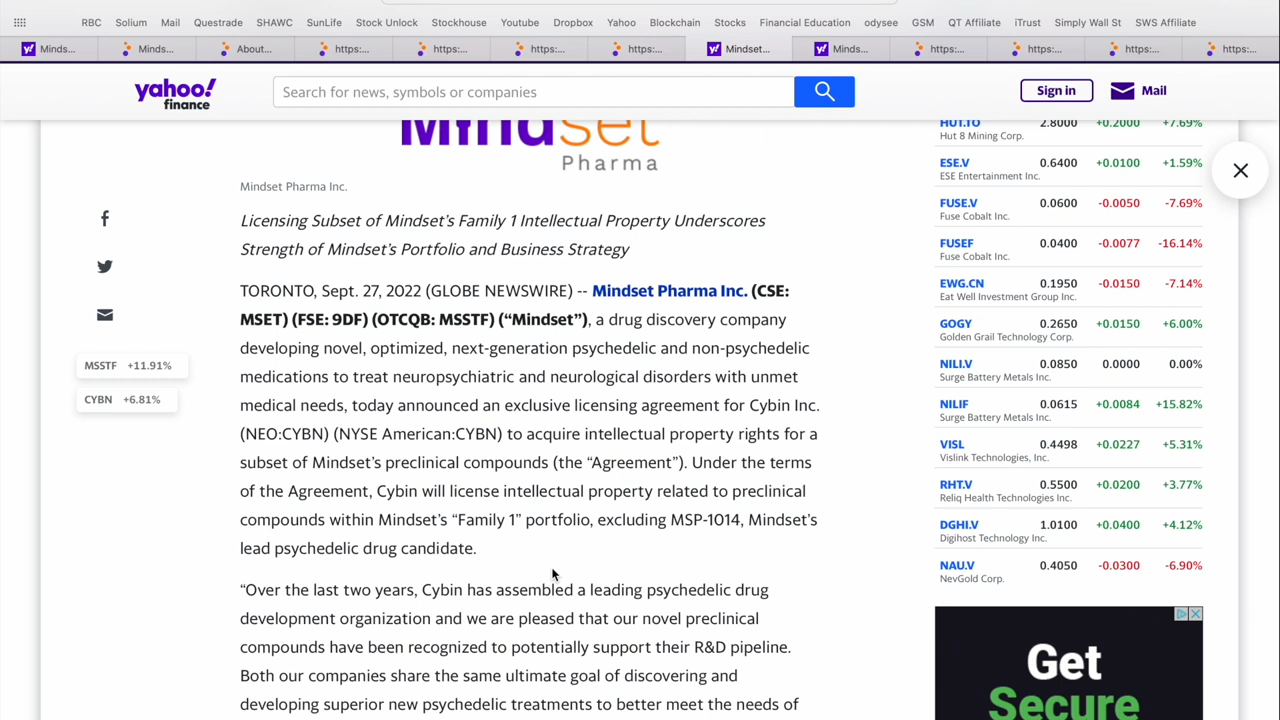 RBC Solium Mail Questrade SHAWC SunLife Stock Unlock Stockhouse Youtube Dropbox Yahoo Blockchain Stocks Financial Education odysee GSM QT Affiliate iTrust Simply Wall St SWS Affiliate
Minds... Minds... About... https:... https:... https:... https:... Mindset... Minds... https:... https:... https:... https:...
yahoo!
finance
Search for news, symbols or companies
Sign in
Mail
Mindset
Pharma
Mindset Pharma Inc.
Licensing Subset of Mindset's Family 1 Intellectual Property Underscores
Strength of Mindset's Portfolio and Business Strategy
TORONTO, Sept. 27, 2022 (GLOBE NEWSWIRE) -- Mindset Pharma Inc. (CSE:
MSET) (FSE: 9DF) (OTCQB: MSSTF) (“Mindset”), a drug discovery company
developing novel, optimized, next-generation psychedelic and non-psychedelic
medications to treat neuropsychiatric and neurological disorders with unmet
medical needs, today announced an exclusive licensing agreement for Cybin Inc.
(NEO:CYBN) (NYSE American:CYBN) to acquire intellectual property rights for a
subset of Mindset's preclinical compounds (the “Agreement”). Under the terms
of the Agreement, Cybin will license intellectual property related to preclinical
compounds within Mindset's “Family 1” portfolio, excluding MSP-1014, Mindset's
lead psychedelic drug candidate.
“Over the last two years, Cybin has assembled a leading psychedelic drug
development organization and we are pleased that our novel preclinical
compounds have been recognized to potentially support their R&D pipeline.
Both our companies share the same ultimate goal of discovering and
developing superior new psychedelic treatments to better meet the needs of
MSSTF +11.91%
CYBN +6.81%
HUT.TO 2.8000 +0.2000 +7.69%
Hut 8 Mining Corp.
ESE.V 0.6400 +0.0100 +1.59%
ESE Entertainment Inc.
FUSE.V 0.0600 -0.0050 -7.69%
Fuse Cobalt Inc.
FUSEF 0.0400 -0.0077 -16.14%
Fuse Cobalt Inc.
EWG.CN 0.1950 -0.0150 -7.14%
Eat Well Investment Group Inc.
GOGY 0.2650 +0.0150 +6.00%
Golden Grail Technology Corp.
NILI.V 0.0850 0.0000 0.00%
Surge Battery Metals Inc.
NILIF 0.0615 +0.0084 +15.82%
Surge Battery Metals Inc.
VISL 0.4498 +0.0227 +5.31%
Vislink Technologies, Inc.
RHT.V 0.5500 +0.0200 +3.77%
Reliq Health Technologies Inc.
DGHI.V 1.0100 +0.0400 +4.12%
Digihost Technology Inc.
NAU.V 0.4050 -0.0300 -6.90%
NevGold Corp.
Get
Secure